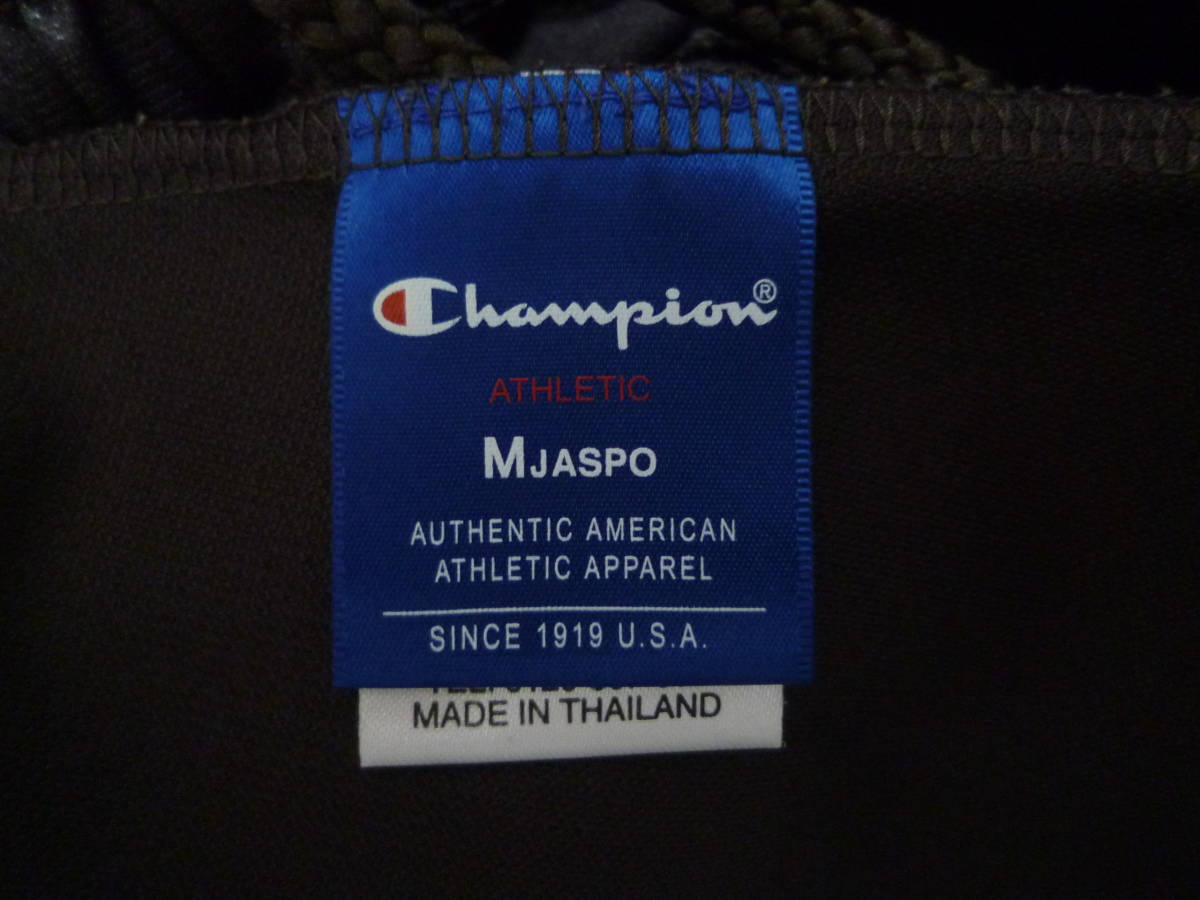 Champion®
ATHLETIC
MJASPO
AUTHENTIC AMERICAN
ATHLETIC APPAREL
SINCE 1919 U.S.A.
MADE IN THAILAND